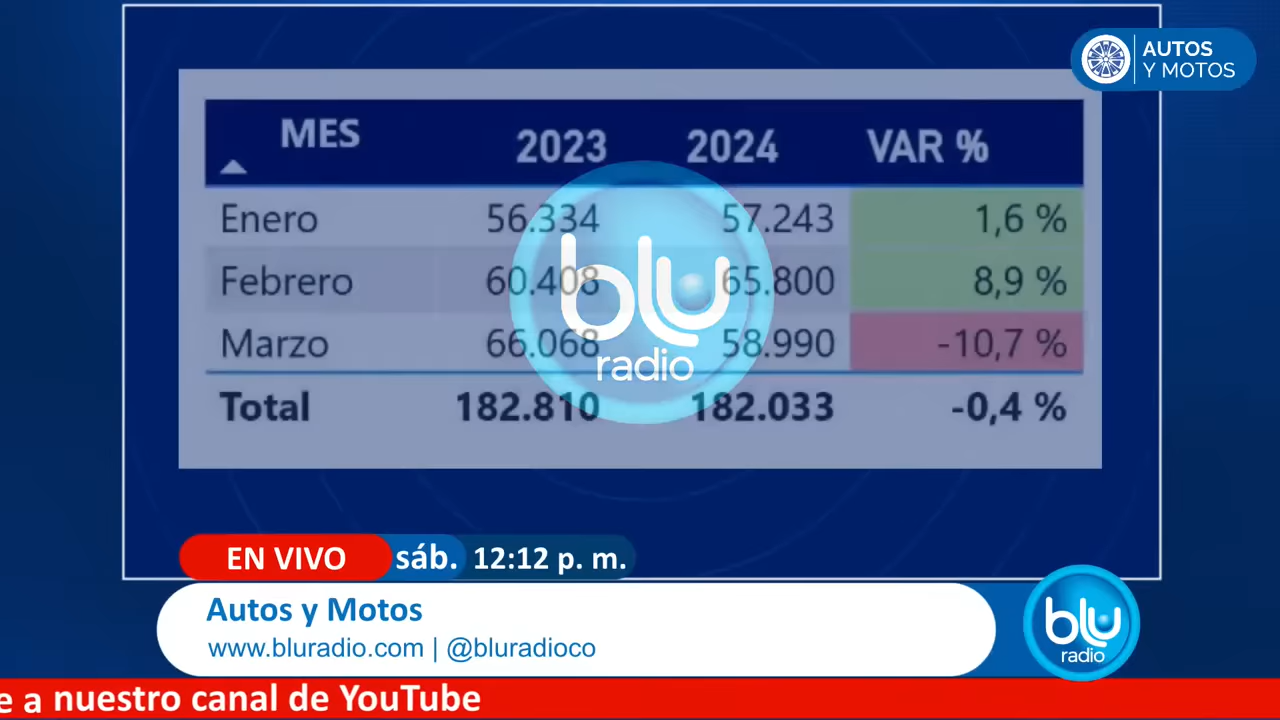 AUTOS
Y MOTOS
MES 2023 2024 VAR %
Enero 56.334 57.243 1,6 %
Febrero 60.408 65.800 8,9 %
Marzo 66.068 58.990 -10,7 %
Total 182.810 182.033 -0,4 %
blu
radio
EN VIVO sáb. 12:12 p. m.
Autos y Motos
www.bluradio.com | @bluradioco
blu
radio
e a nuestro canal de YouTube